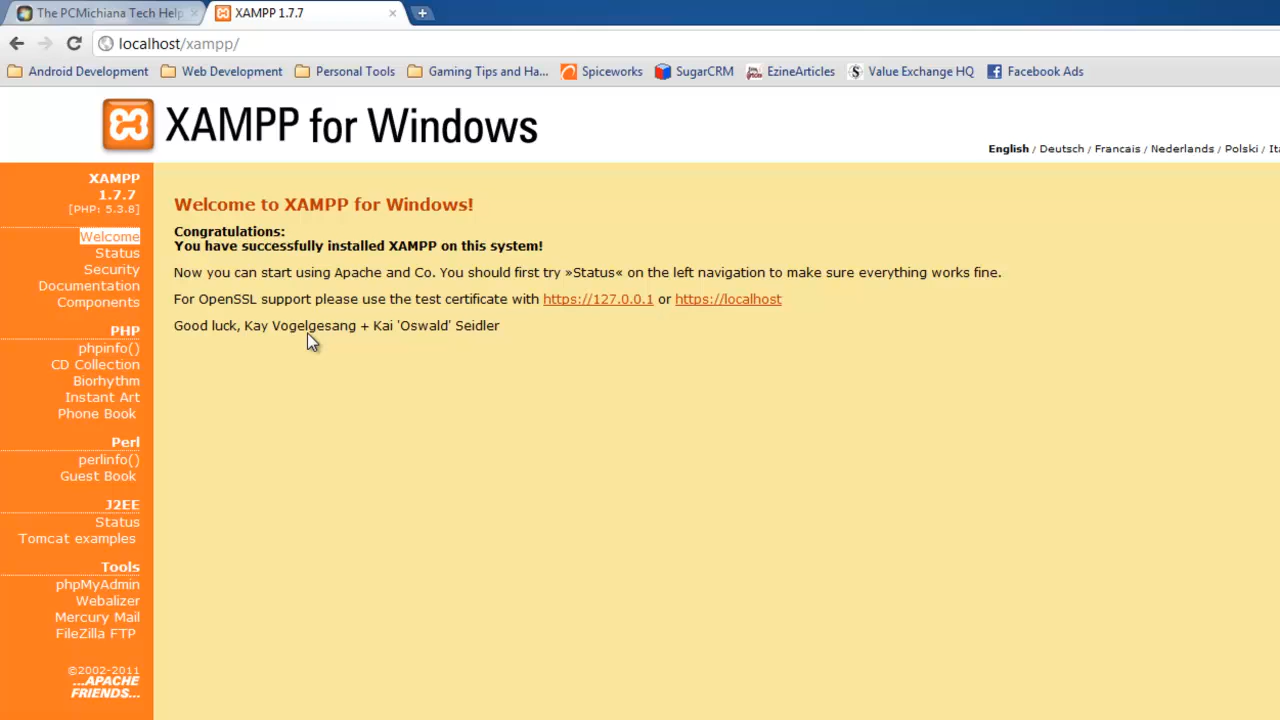 The PCMichiana Tech Help
XAMPP 1.7.7
localhost/xampp/
Android Development
Web Development
Personal Tools
Gaming Tips and Ha...
Spiceworks
SugarCRM
EzineArticles
Value Exchange HQ
Facebook Ads
XAMPP for Windows
English / Deutsch / Francais / Nederlands / Polski / Ita
XAMPP
1.7.7
[PHP: 5.3.8]
Welcome
Status
Security
Documentation
Components
PHP
phpinfo()
CD Collection
Biorhythm
Instant Art
Phone Book
Perl
perlinfo()
Guest Book
J2EE
Status
Tomcat examples
Tools
phpMyAdmin
Webalizer
Mercury Mail
FileZilla FTP
©2002-2011
...APACHE
FRIENDS...
Welcome to XAMPP for Windows!
Congratulations:
You have successfully installed XAMPP on this system!
Now you can start using Apache and Co. You should first try »Status« on the left navigation to make sure everything works fine.
For OpenSSL support please use the test certificate with https://127.0.0.1 or https://localhost
Good luck, Kay Vogelgesang + Kai 'Oswald' Seidler